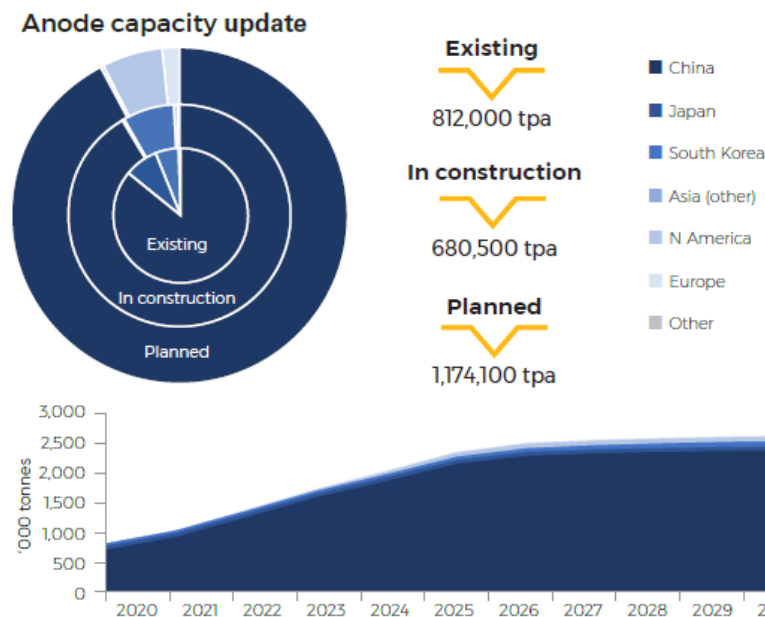 Anode capacity update
Existing
In construction
Planned
Existing
812,000 tpa
In construction
680,500 tpa
Planned
1,174,100 tpa
China
Japan
South Korea
Asia (other)
N America
Europe
Other
'000 tonnes
3,000
2,500
2,000
1,500
1,000
500
0
2020 2021 2022 2023 2024 2025 2026 2027 2028 2029 2